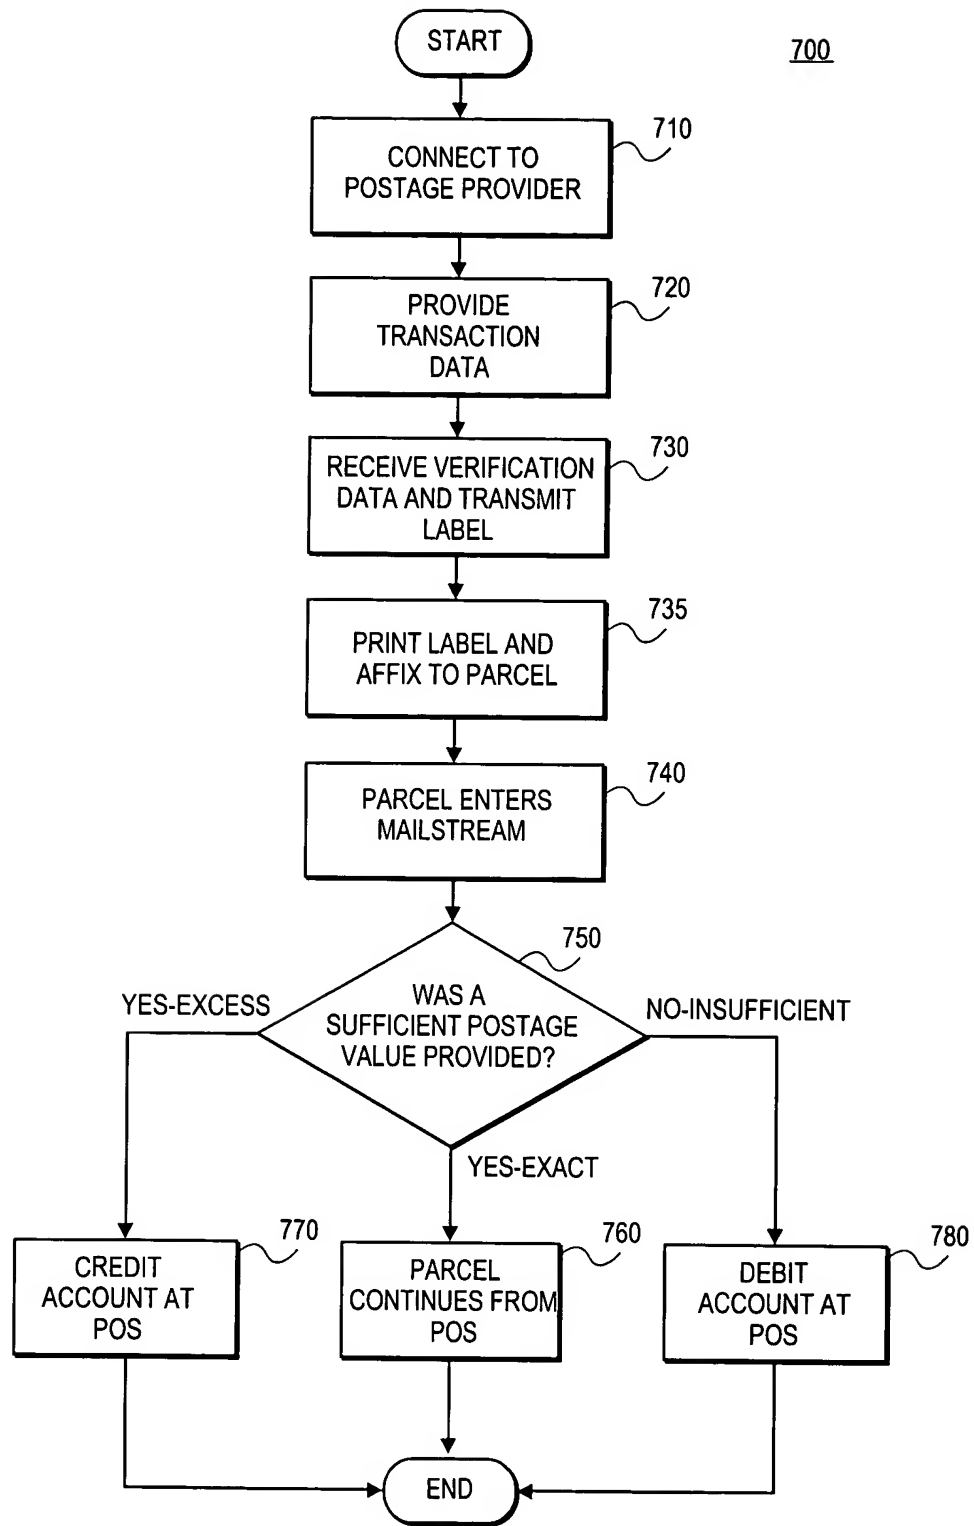 START
700
710
CONNECT TO
POSTAGE PROVIDER
720
PROVIDE
TRANSACTION
DATA
730
RECEIVE VERIFICATION
DATA AND TRANSMIT
LABEL
735
PRINT LABEL AND
AFFIX TO PARCEL
740
PARCEL ENTERS
MAILSTREAM
750
WAS A
SUFFICIENT POSTAGE
VALUE PROVIDED?
YES-EXCESS
NO-INSUFFICIENT
YES-EXACT
770
CREDIT
ACCOUNT AT
POS
760
PARCEL
CONTINUES FROM
POS
780
DEBIT
ACCOUNT AT
POS
END